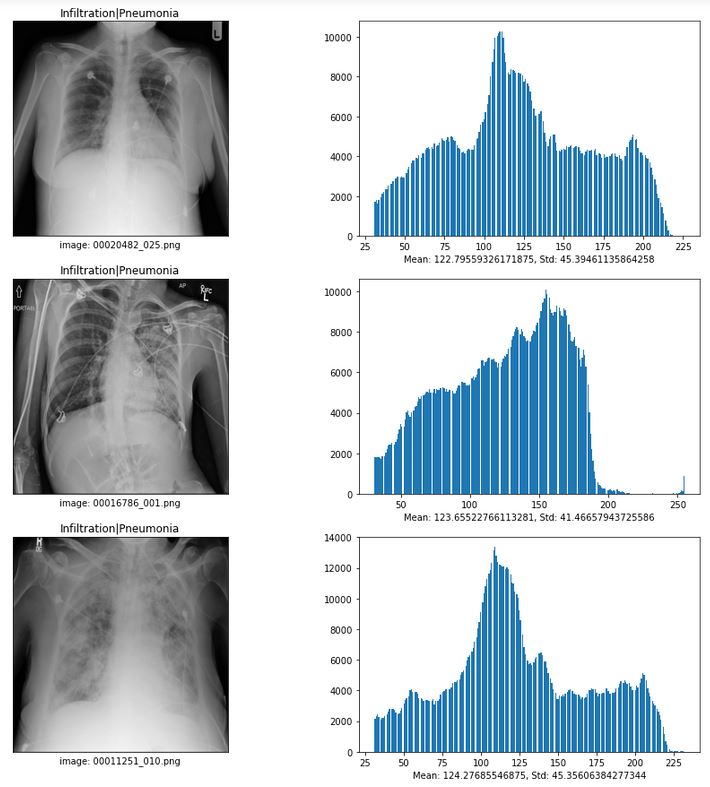 Infiltration|Pneumonia
L
image: 00020482_025.png
10000
8000
6000
4000
2000
0
25 50 75 100 125 150 175 200 225
Mean: 122.79559326171875, Std: 45.39461135864258
Infiltration|Pneumonia
AP
PORTAB
L
image: 00016786_001.png
10000
8000
6000
4000
2000
0
50 100 150 200 250
Mean: 123.65522766113281, Std: 41.46657943725586
Infiltration|Pneumonia
image: 00011251_010.png
14000
12000
10000
8000
6000
4000
2000
0
25 50 75 100 125 150 175 200 225
Mean: 124.27685546875, Std: 45.35606384277344